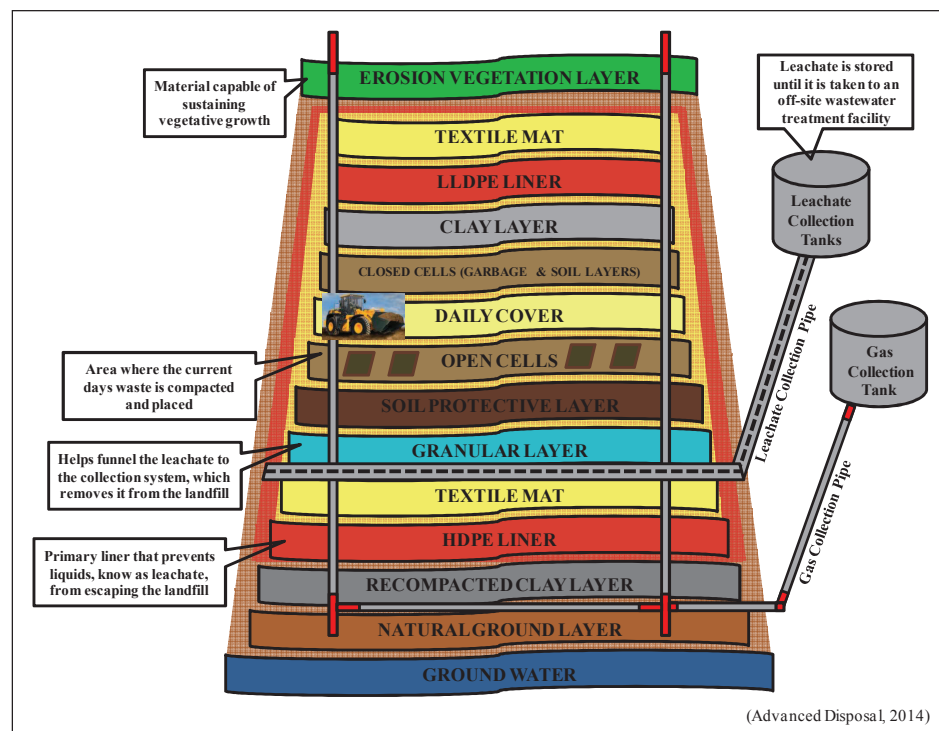 EROSION VEGETATION LAYER
Material capable of
sustaining
vegetative growth
Leachate is stored
until it is taken to an
off-site wastewater
treatment facility
TEXTILE MAT
LLDPE LINER
CLAY LAYER
Leachate
Collection
Tanks
CLOSED CELLS (GARBAGE & SOIL LAYERS)
DAILY COVER
Leachate Collection Pipe
Gas
Collection
Tank
OPEN CELLS
Area where the current
days waste is compacted
and placed
SOIL PROTECTIVE LAYER
GRANULAR LAYER
Helps funnel the leachate to
the collection system, which
removes it from the landfill
TEXTILE MAT
Gas Collection Pipe
HDPE LINER
Primary liner that prevents
liquids, know as leachate,
from escaping the landfill
RECOMPACTED CLAY LAYER
NATURAL GROUND LAYER
GROUND WATER
(Advanced Disposal, 2014)